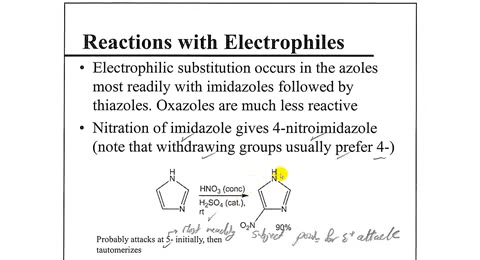 Reactions with Electrophiles
• Electrophilic substitution occurs in the azoles
most readily with imidazoles followed by
thiazoles. Oxazoles are much less reactive
• Nitration of imidazole gives 4-nitroimidazole
(note that withdrawing groups usually prefer 4-)
H
N
N
HNO3 (conc)
H2SO4 (cat.),
rt
H
N
N
O2N
90%
Most readily subject for attack
Probably attacks at 5- initially, then
tautomerizes